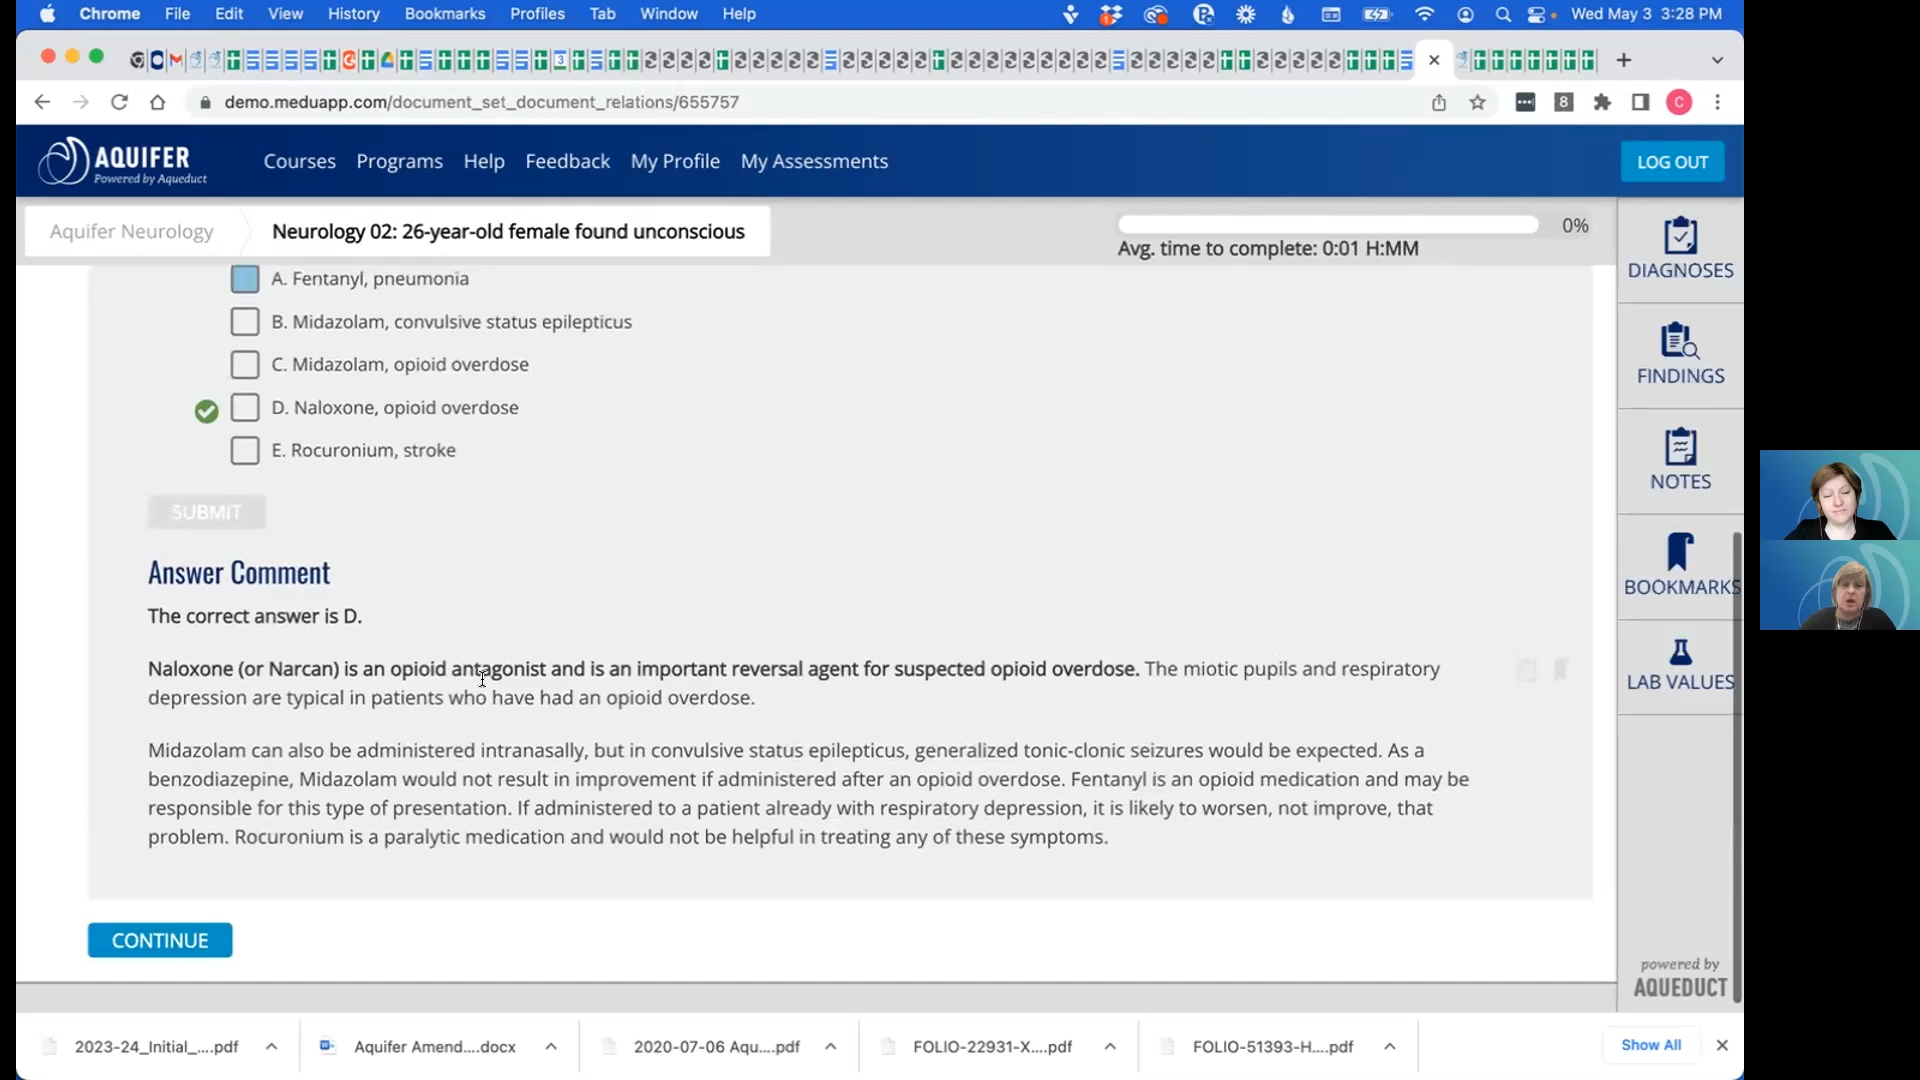 Chrome File Edit View History Bookmarks Profiles Tab Window Help Wed May 3 3:28 PM
demo.meduapp.com/document_set_document_relations/655757
8
C
AQUIFER
Powered by Aqueduct
Courses Programs Help Feedback My Profile My Assessments
LOG OUT
Aquifer Neurology
Neurology 02: 26-year-old female found unconscious
0%
Avg. time to complete: 0:01 H:MM
A. Fentanyl, pneumonia
B. Midazolam, convulsive status epilepticus
C. Midazolam, opioid overdose
D. Naloxone, opioid overdose
E. Rocuronium, stroke
SUBMIT
Answer Comment
The correct answer is D.
Naloxone (or Narcan) is an opioid antagonist and is an important reversal agent for suspected opioid overdose. The miotic pupils and respiratory
depression are typical in patients who have had an opioid overdose.
Midazolam can also be administered intranasally, but in convulsive status epilepticus, generalized tonic-clonic seizures would be expected. As a
benzodiazepine, Midazolam would not result in improvement if administered after an opioid overdose. Fentanyl is an opioid medication and may be
responsible for this type of presentation. If administered to a patient already with respiratory depression, it is likely to worsen, not improve, that
problem. Rocuronium is a paralytic medication and would not be helpful in treating any of these symptoms.
CONTINUE
DIAGNOSES
FINDINGS
NOTES
BOOKMARKS
LAB VALUES
powered by
AQUEDUCT
2023-24_Initial_....pdf
Aquifer Amend....docx
2020-07-06 Aqu....pdf
FOLIO-22931-X....pdf
FOLIO-51393-H....pdf
Show All